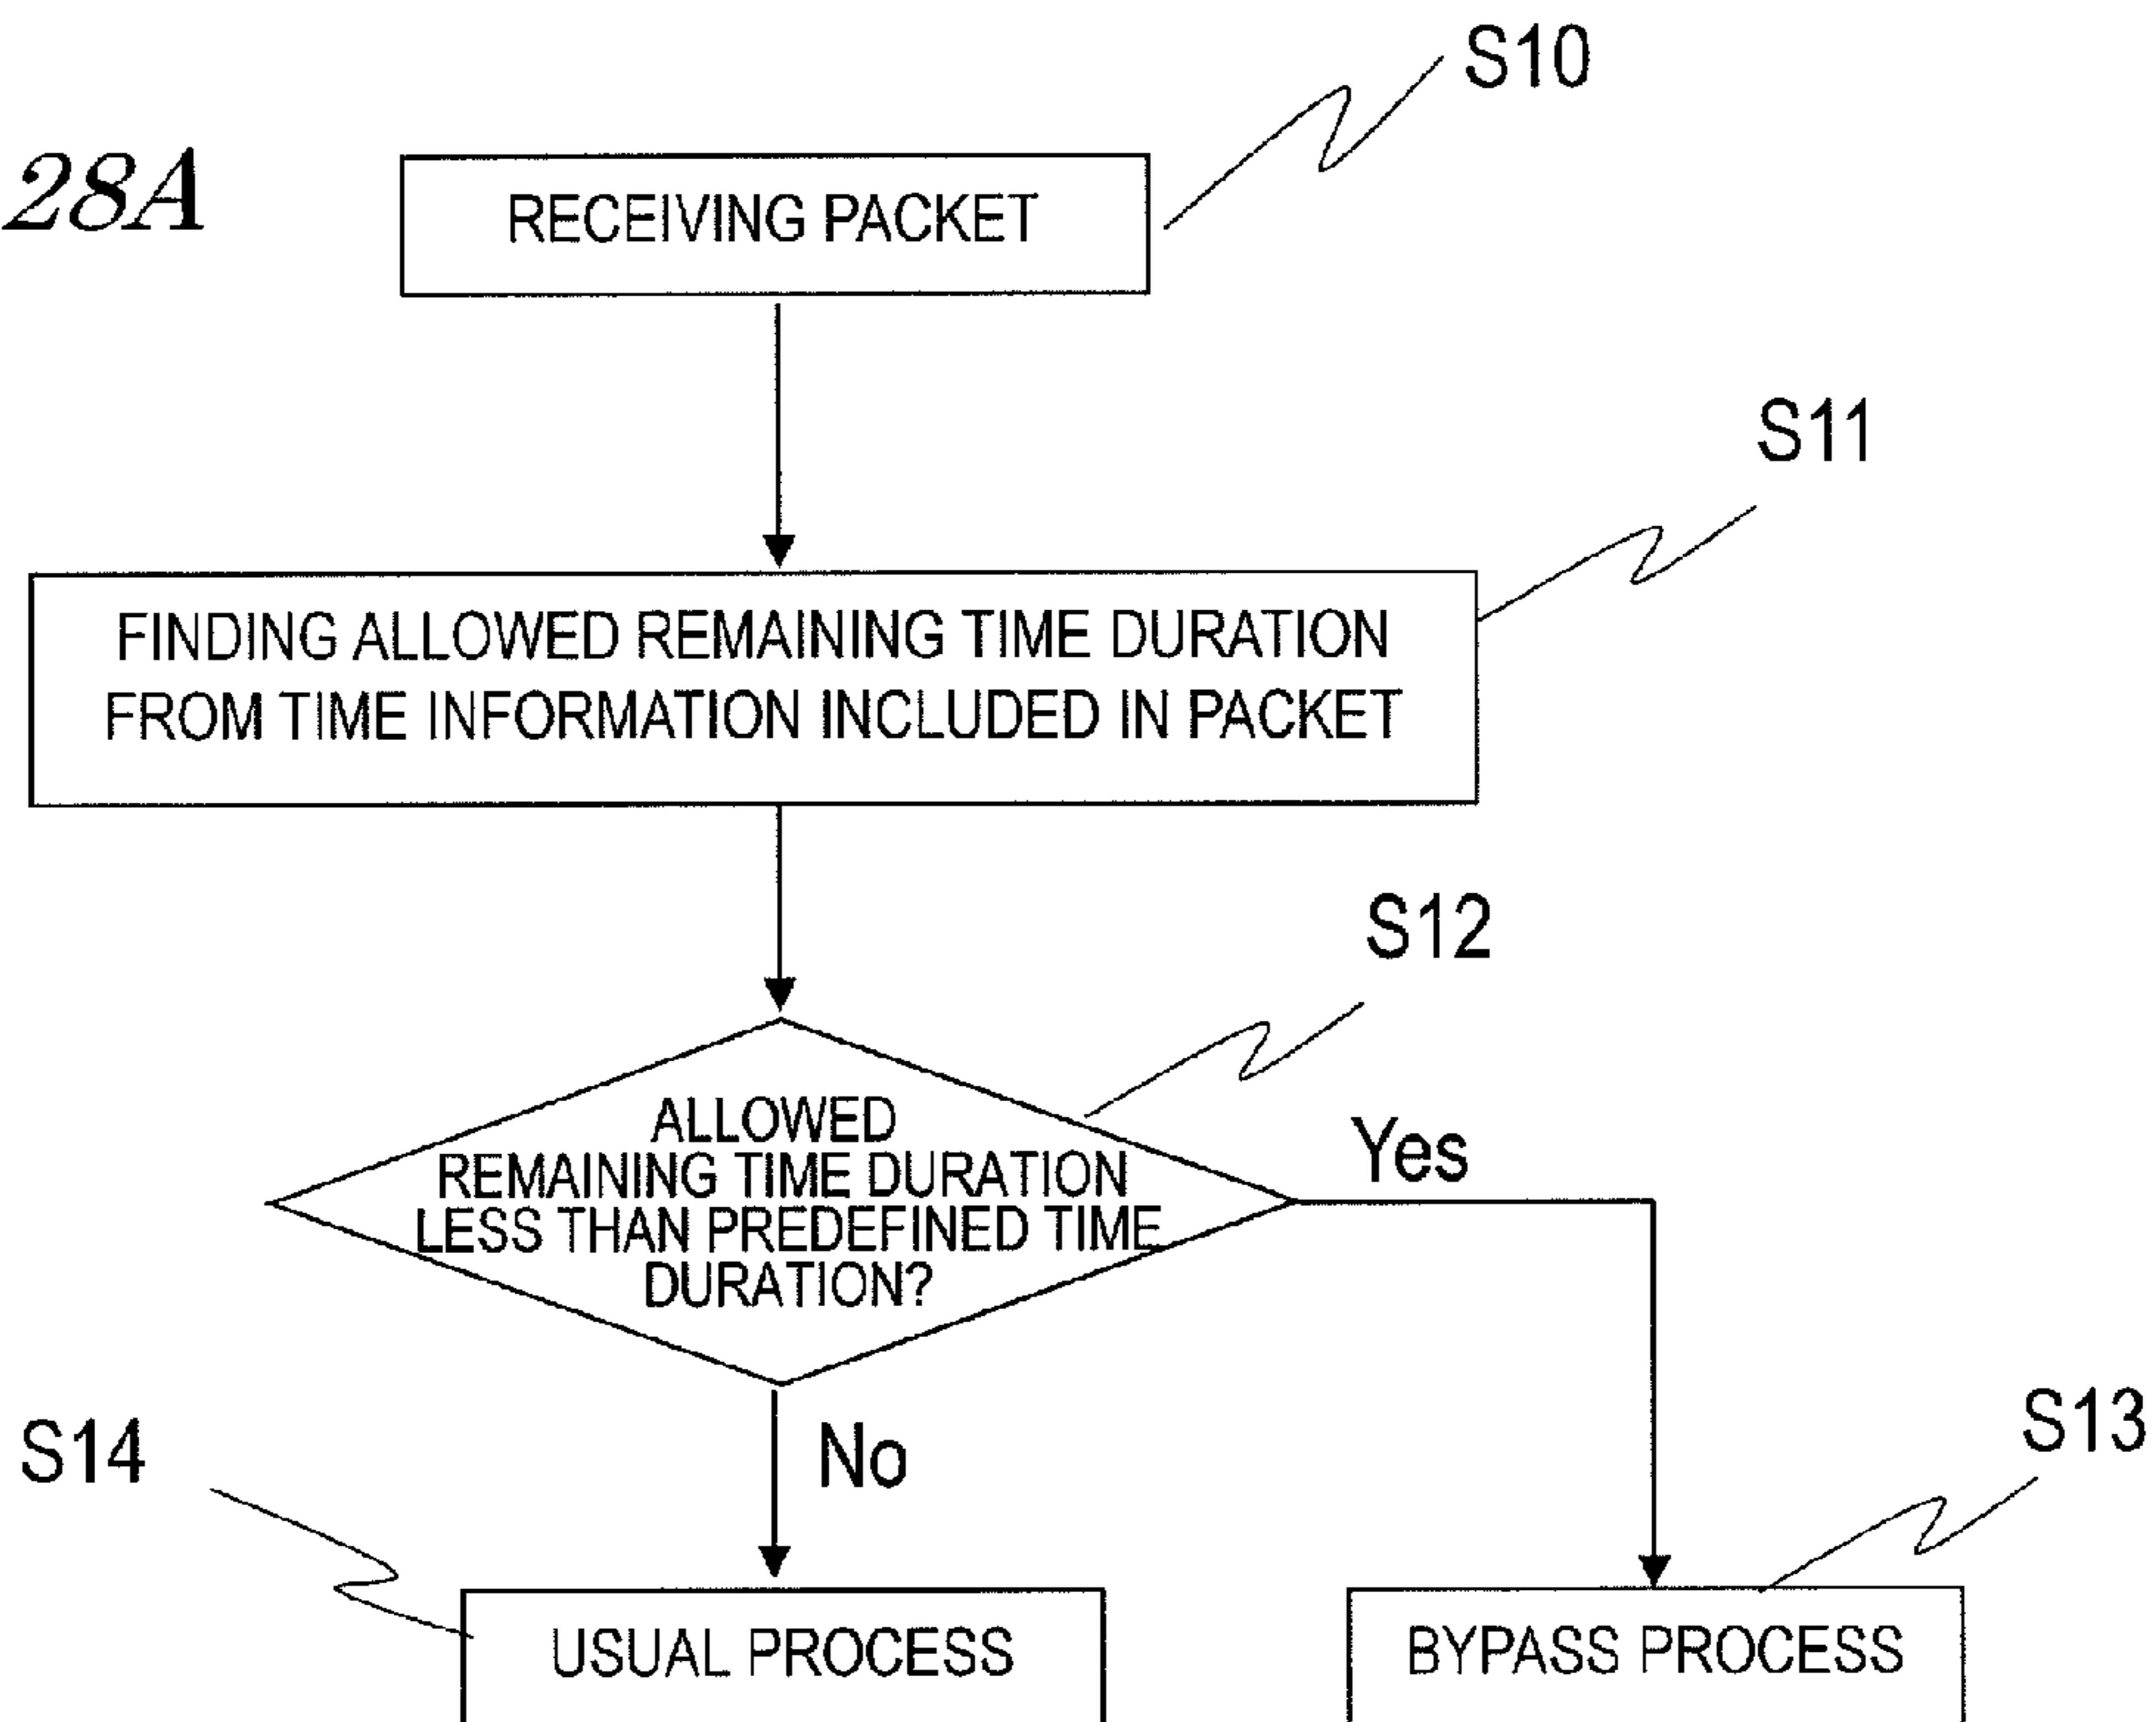 S10
28A
RECEIVING PACKET
S11
FINDING ALLOWED REMAINING TIME DURATION
FROM TIME INFORMATION INCLUDED IN PACKET
S12
ALLOWED
REMAINING TIME DURATION
LESS THAN PREDEFINED TIME
DURATION?
Yes
S14
No
S13
USUAL PROCESS
BYPASS PROCESS